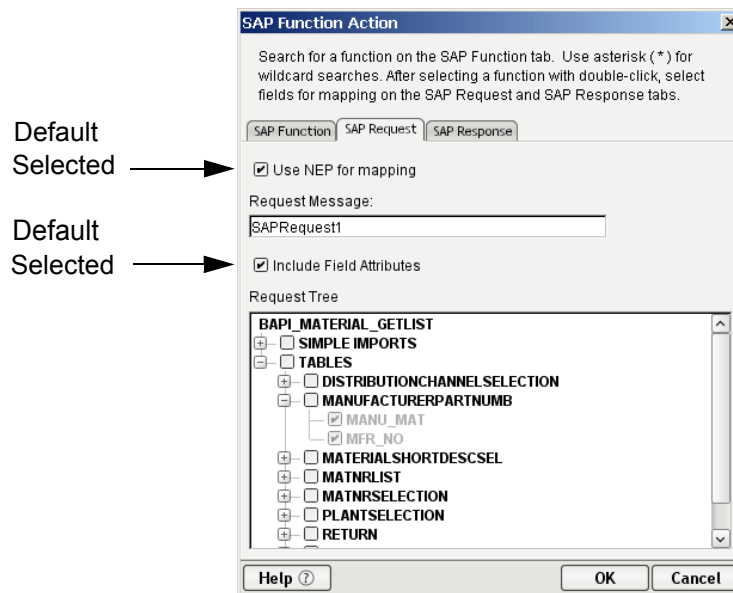 SAP Function Action
Search for a function on the SAP Function tab. Use asterisk (*) for
wildcard searches. After selecting a function with double-click, select
fields for mapping on the SAP Request and SAP Response tabs.
SAP Function SAP Request SAP Response
Default
Selected
Use NEP for mapping
Request Message:
SAPRequest1
Default
Selected
Include Field Attributes
Request Tree
BAPI_MATERIAL_GETLIST
SIMPLE IMPORTS
TABLES
DISTRIBUTIONCHANNELSELECTION
MANUFACTURERPARTNUMB
MANU_MAT
MFR_NO
MATERIALSHORTDESCSEL
MATNRLIST
MATNRSELECTION
PLANTSELECTION
RETURN
Help ?
OK
Cancel